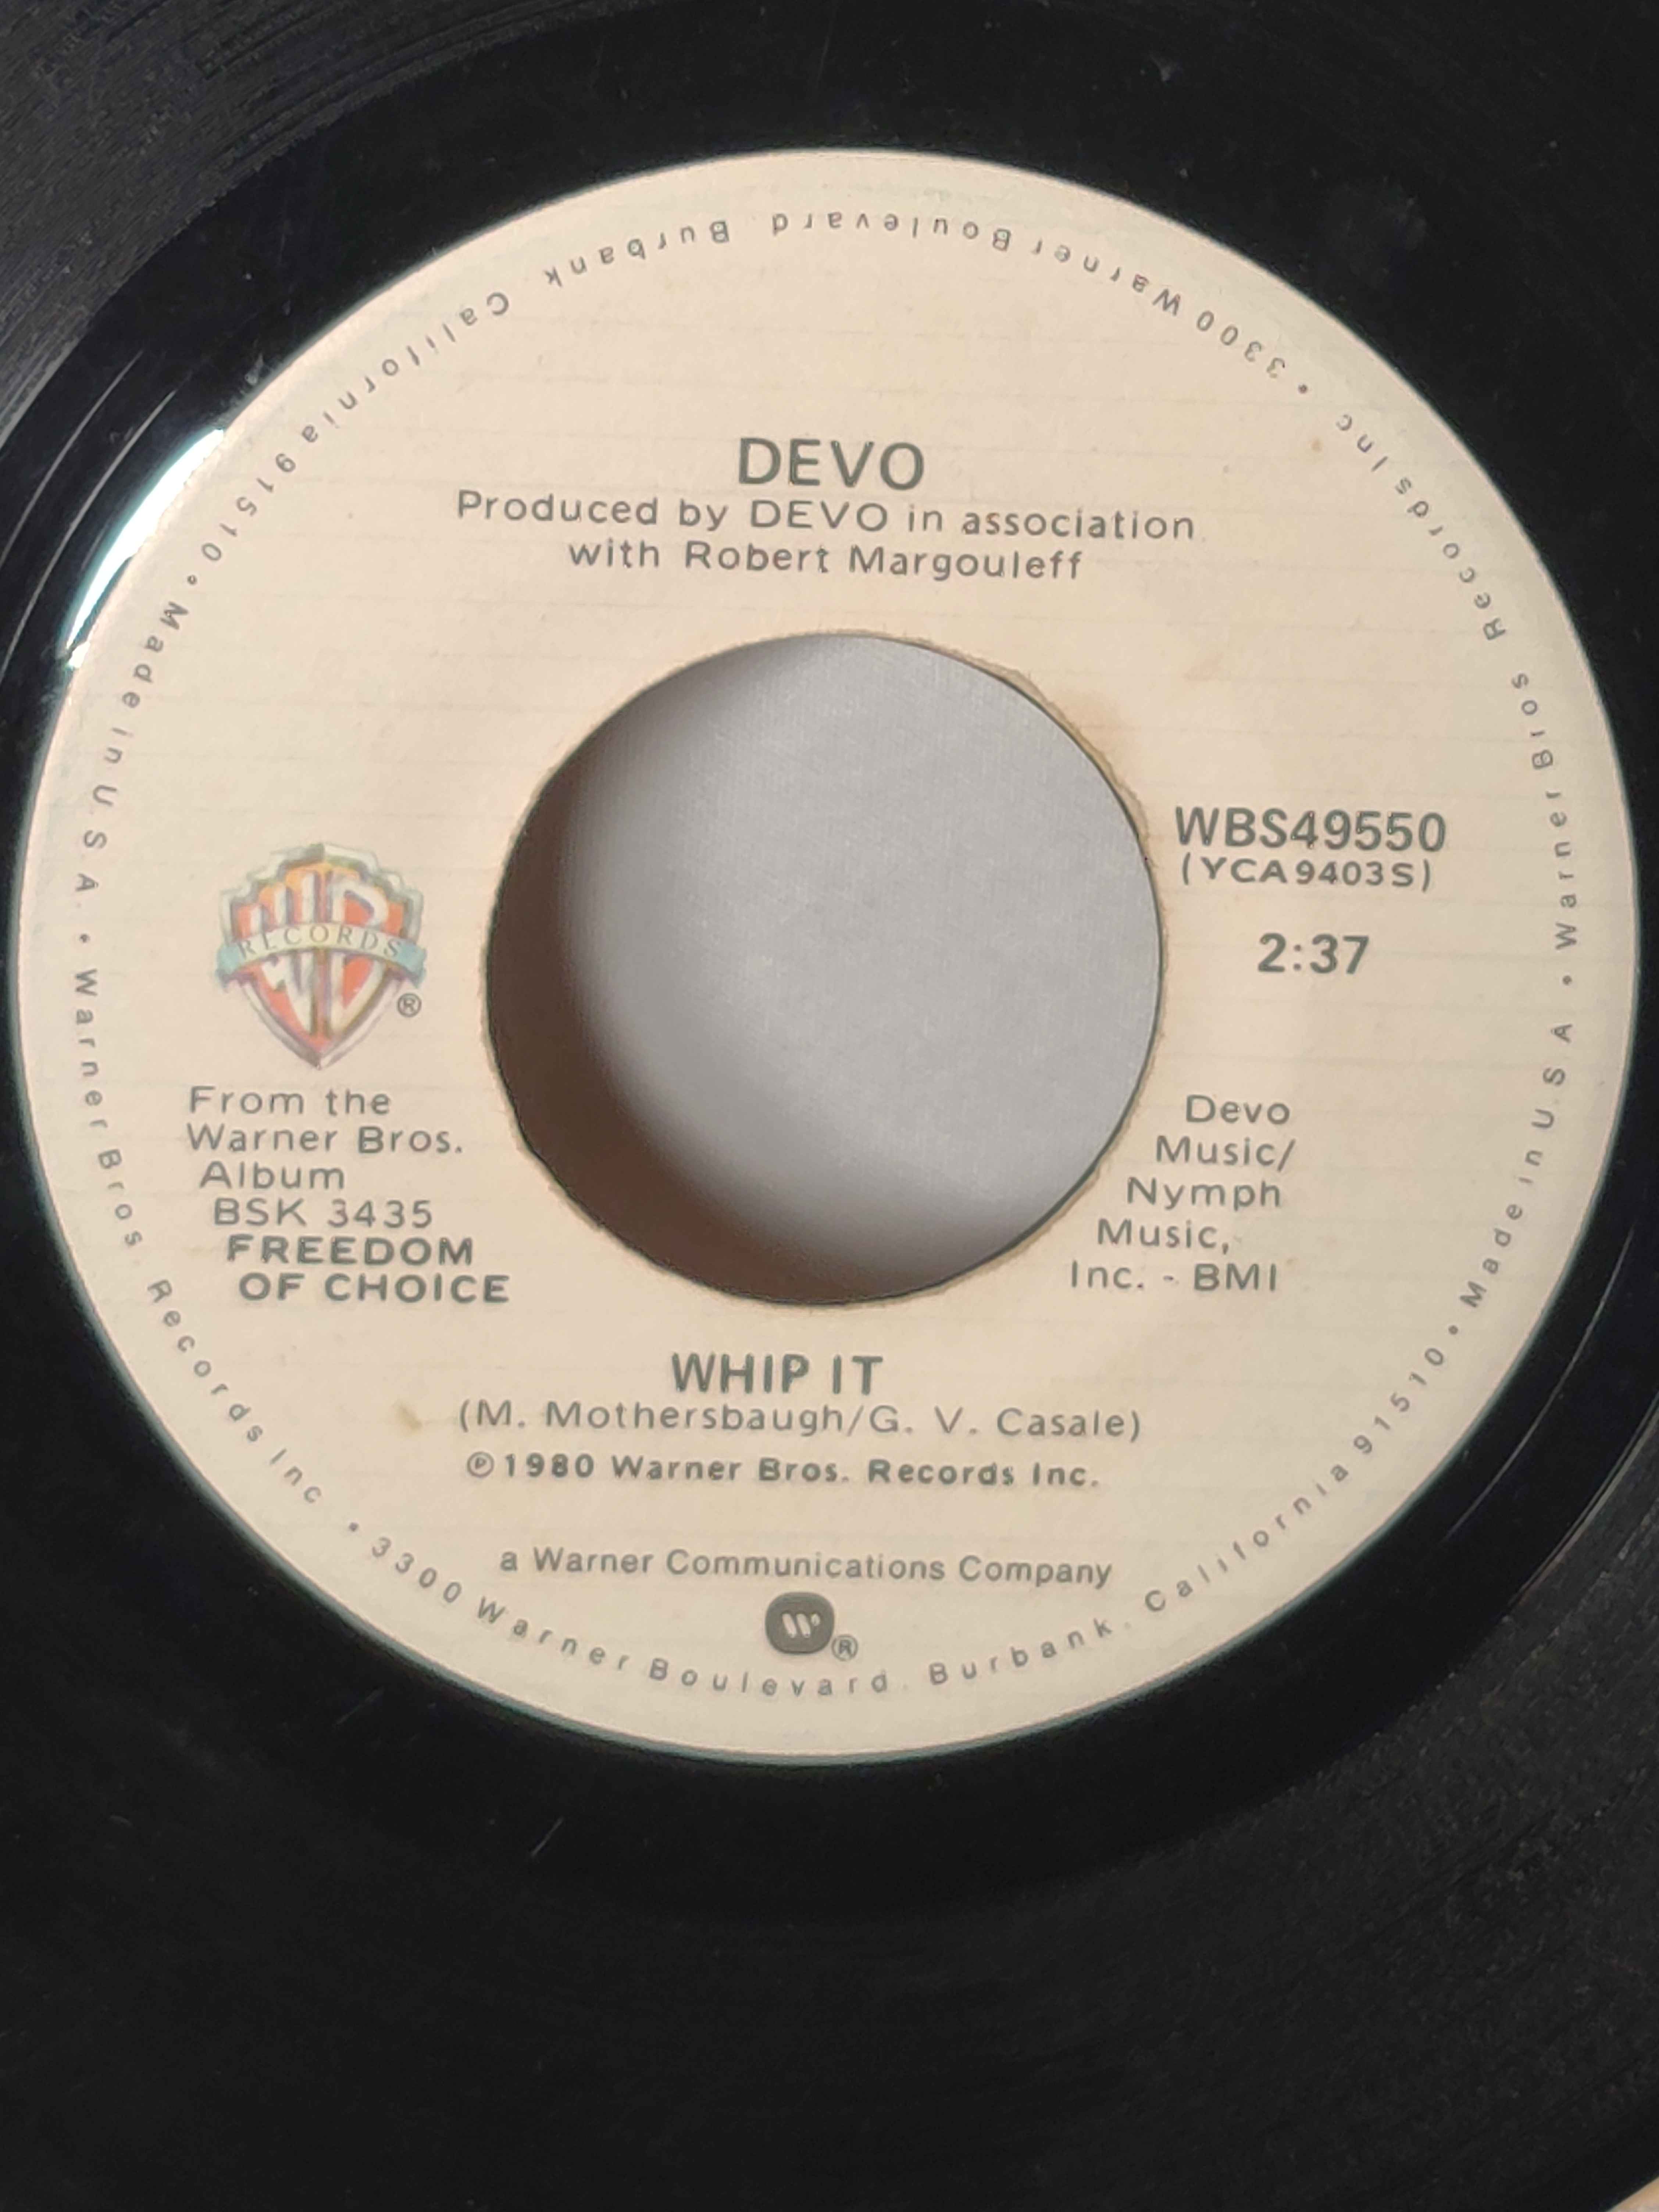 DEVO
Produced by DEVO in association
with Robert Margouleff
WBS49550
(YCA9403S)
2:37
WB
RECORDS
®
From the
Warner Bros.
Album
BSK 3435
FREEDOM
OF CHOICE
Devo
Music/
Nymph
Music,
Inc. - BMI
WHIP IT
(M. Mothersbaugh/G. V. Casale)
℗1980 Warner Bros. Records Inc.
a Warner Communications Company
W®
• Warner Bros. Records Inc • 3300 Warner Boulevard. Burbank. California 91510 • Made in U.S.A • Warner Bros Records Inc • 3300 Warner Boulevard Burbank California 91510 • Made in U.S.A.